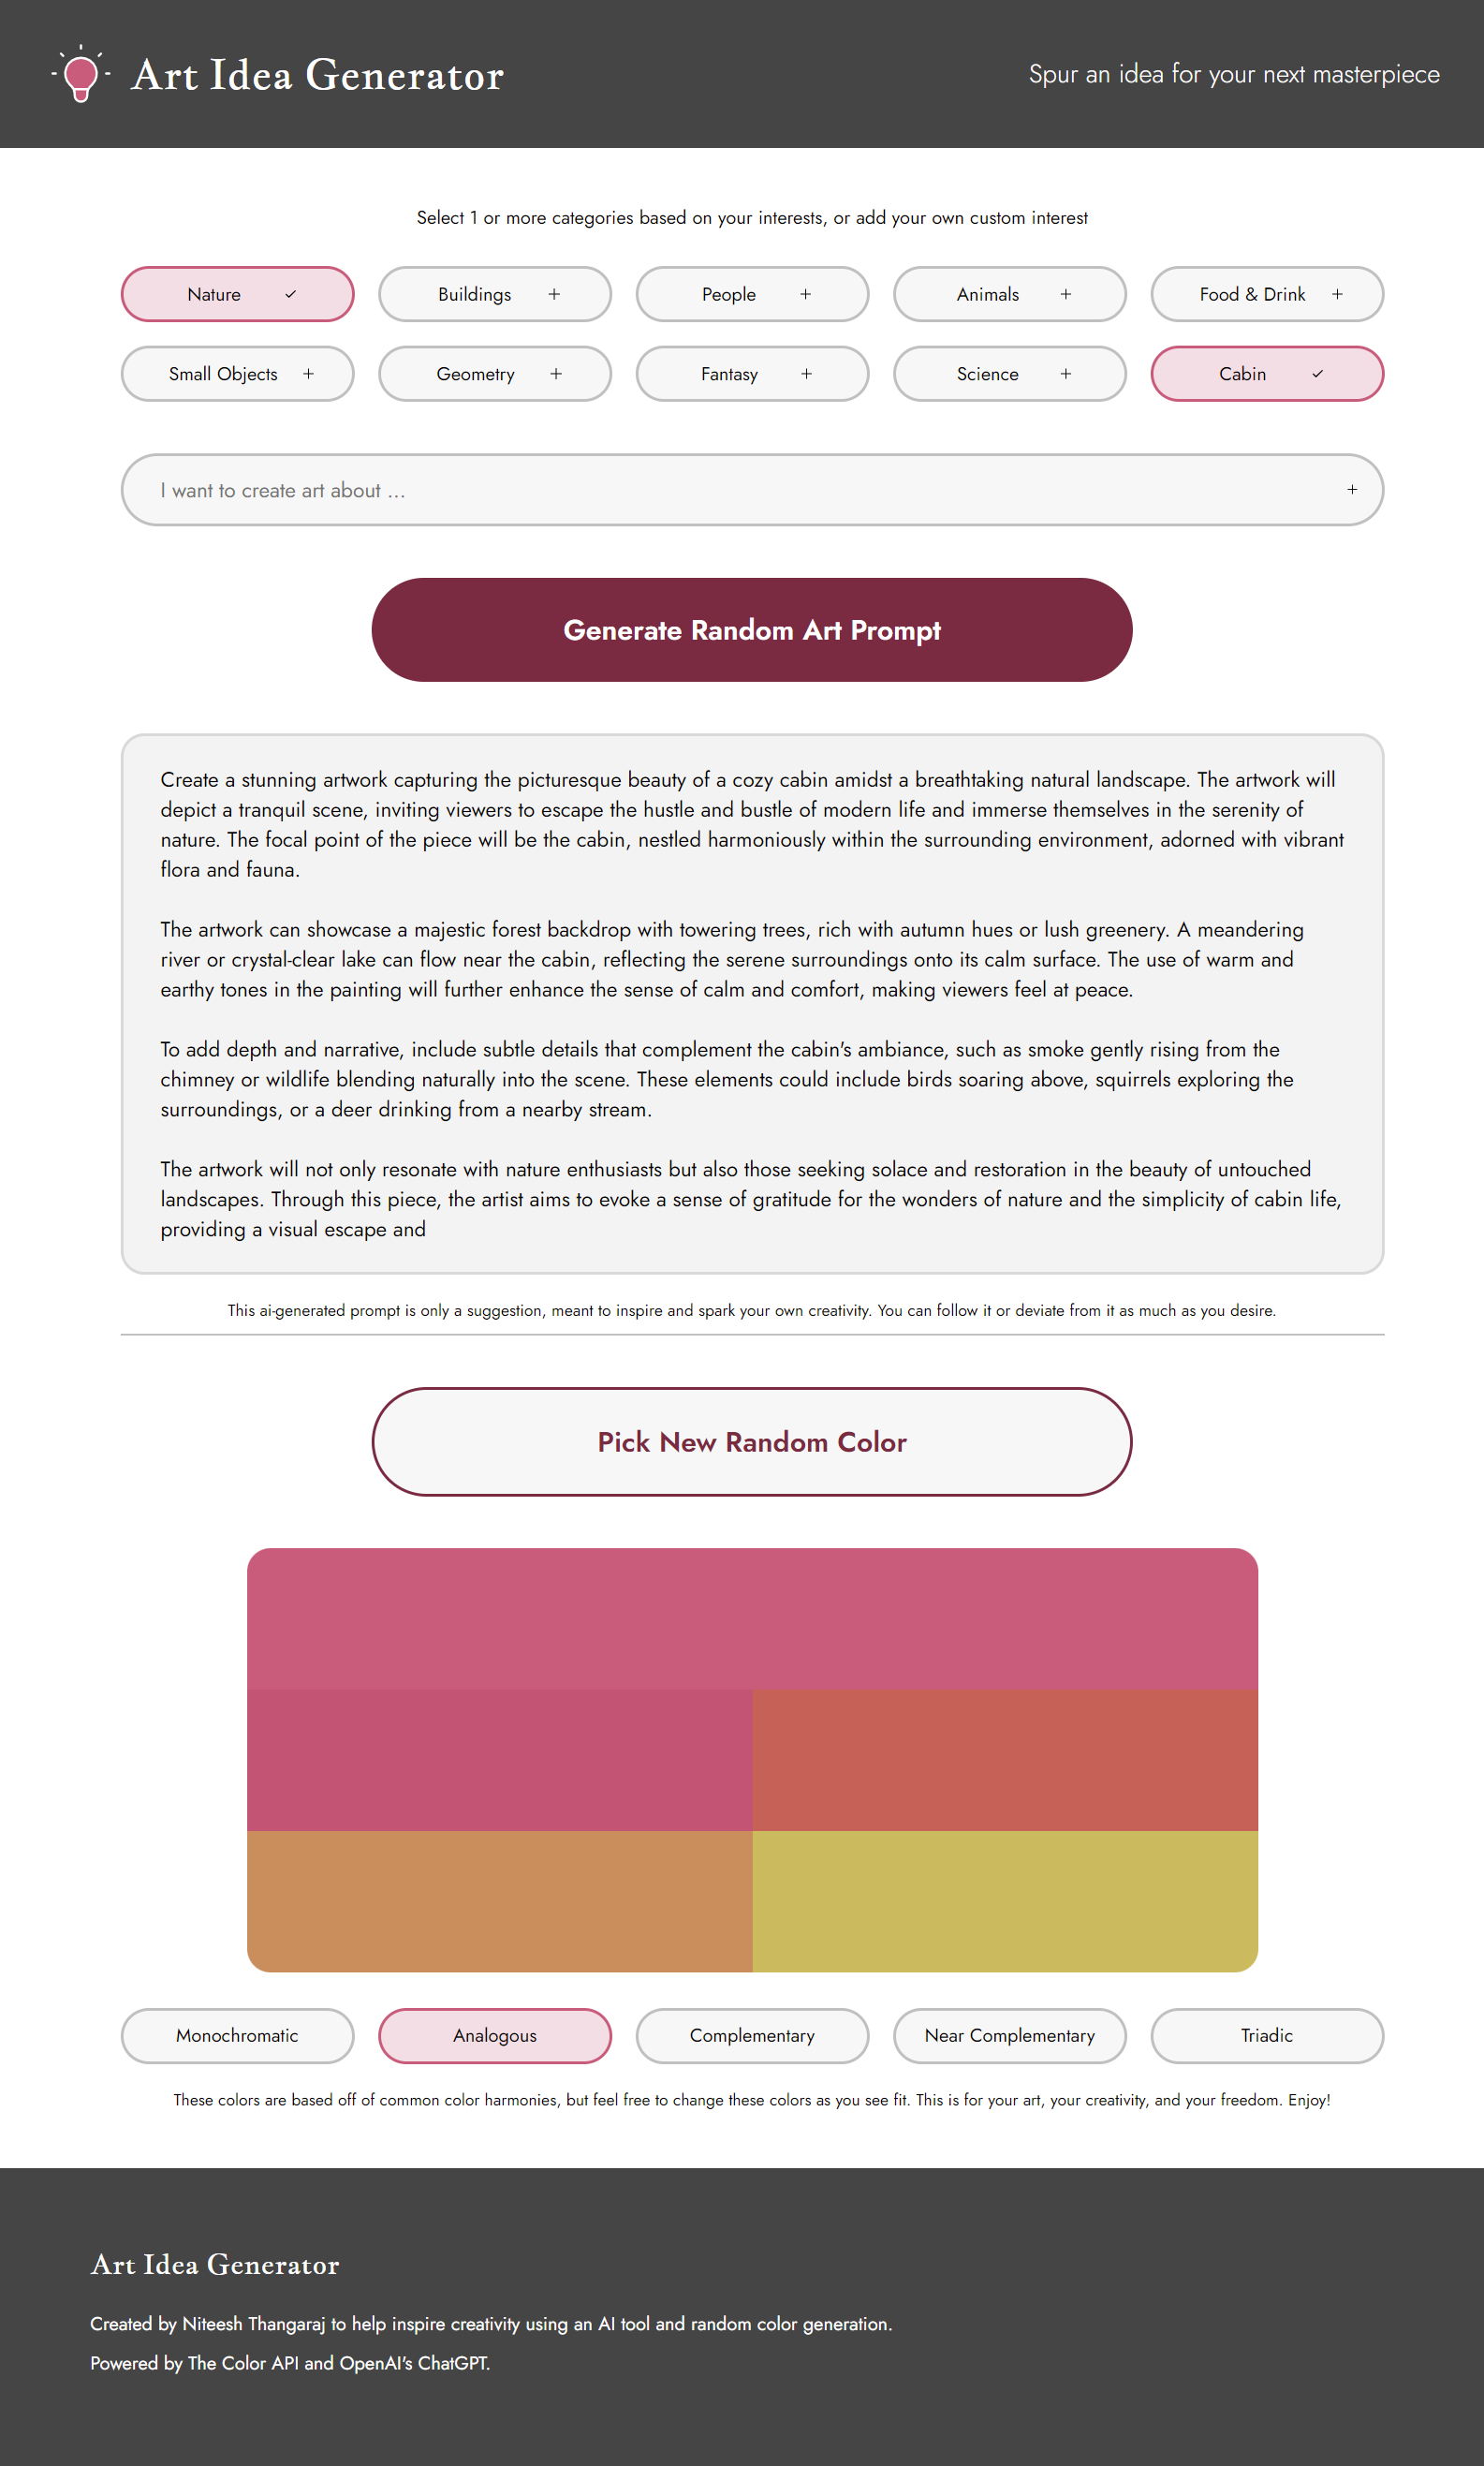 Art Idea Generator
Spur an idea for your next masterpiece
Select 1 or more categories based on your interests, or add your own custom interest
Nature
Buildings
People
Animals
Food & Drink
Small Objects
Geometry
Fantasy
Science
Cabin
I want to create art about ...
Generate Random Art Prompt
Create a stunning artwork capturing the picturesque beauty of a cozy cabin amidst a breathtaking natural landscape. The artwork will
depict a tranquil scene, inviting viewers to escape the hustle and bustle of modern life and immerse themselves in the serenity of
nature. The focal point of the piece will be the cabin, nestled harmoniously within the surrounding environment, adorned with vibrant
flora and fauna.
The artwork can showcase a majestic forest backdrop with towering trees, rich with autumn hues or lush greenery. A meandering
river or crystal-clear lake can flow near the cabin, reflecting the serene surroundings onto its calm surface. The use of warm and
earthy tones in the painting will further enhance the sense of calm and comfort, making viewers feel at peace.
To add depth and narrative, include subtle details that complement the cabin's ambiance, such as smoke gently rising from the
chimney or wildlife blending naturally into the scene. These elements could include birds soaring above, squirrels exploring the
surroundings, or a deer drinking from a nearby stream.
The artwork will not only resonate with nature enthusiasts but also those seeking solace and restoration in the beauty of untouched
landscapes. Through this piece, the artist aims to evoke a sense of gratitude for the wonders of nature and the simplicity of cabin life,
providing a visual escape and
This ai-generated prompt is only a suggestion, meant to inspire and spark your own creativity. You can follow it or deviate from it as much as you desire.
Pick New Random Color
Monochromatic
Analogous
Complementary
Near Complementary
Triadic
These colors are based off of common color harmonies, but feel free to change these colors as you see fit. This is for your art, your creativity, and your freedom. Enjoy!
Art Idea Generator
Created by Niteesh Thangaraj to help inspire creativity using an AI tool and random color generation.
Powered by The Color API and OpenAI's ChatGPT.